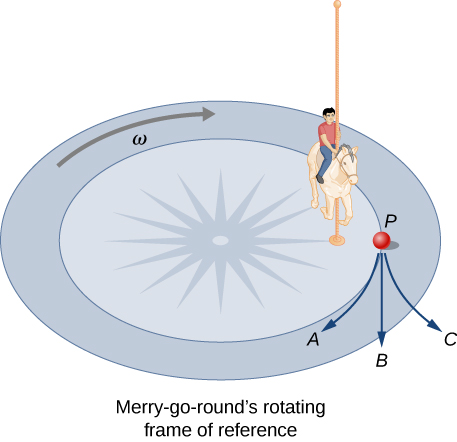 ω
P
A
B
C
Merry-go-round's rotating
frame of reference